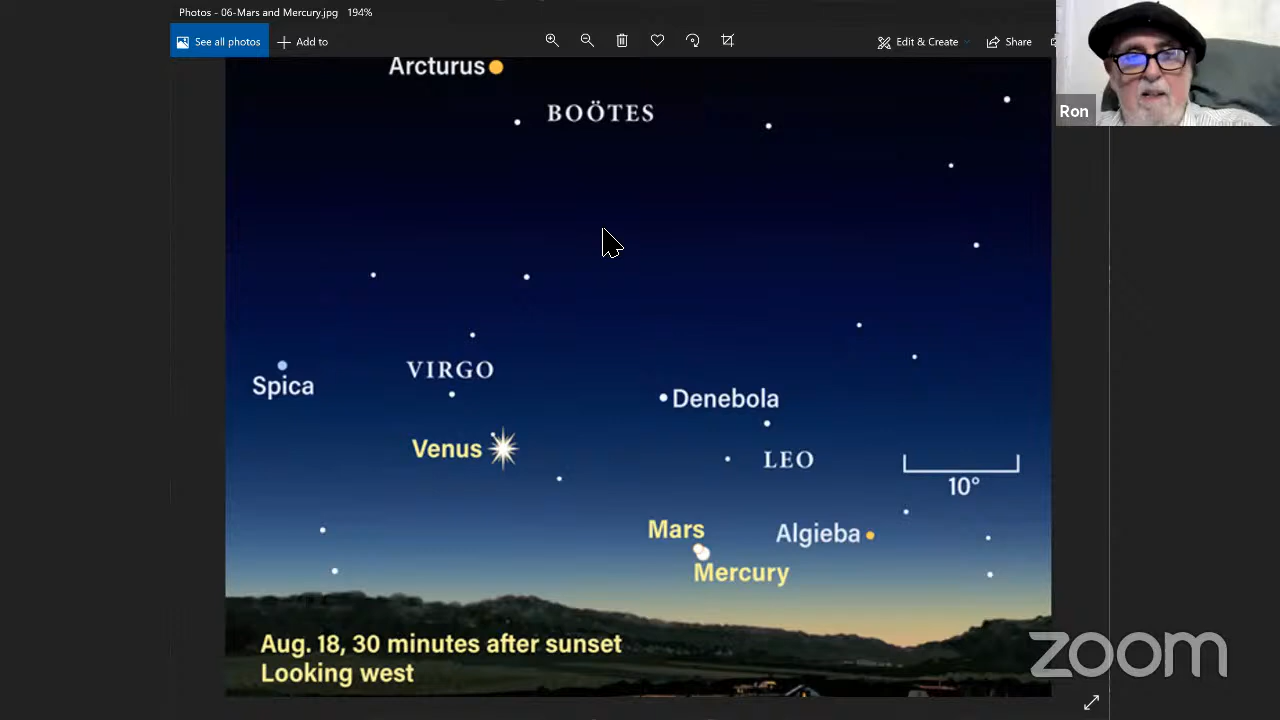 Photos - 06-Mars and Mercury.jpg 194%
See all photos
Add to
Edit & Create
Share
Ron
Arcturus
BOÖTES
Spica
VIRGO
Denebola
Venus
LEO
10°
Mars
Algieba
Mercury
Aug. 18, 30 minutes after sunset
Looking west
zoom